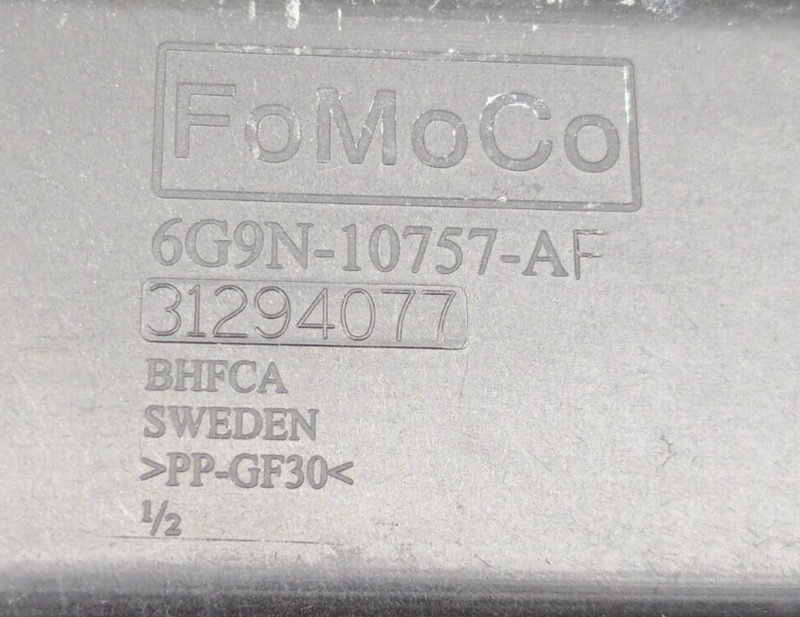 FoMoCo
6G9N-10757-AF
31294077
BHFCA
SWEDEN
>PP-GF30<
1/2